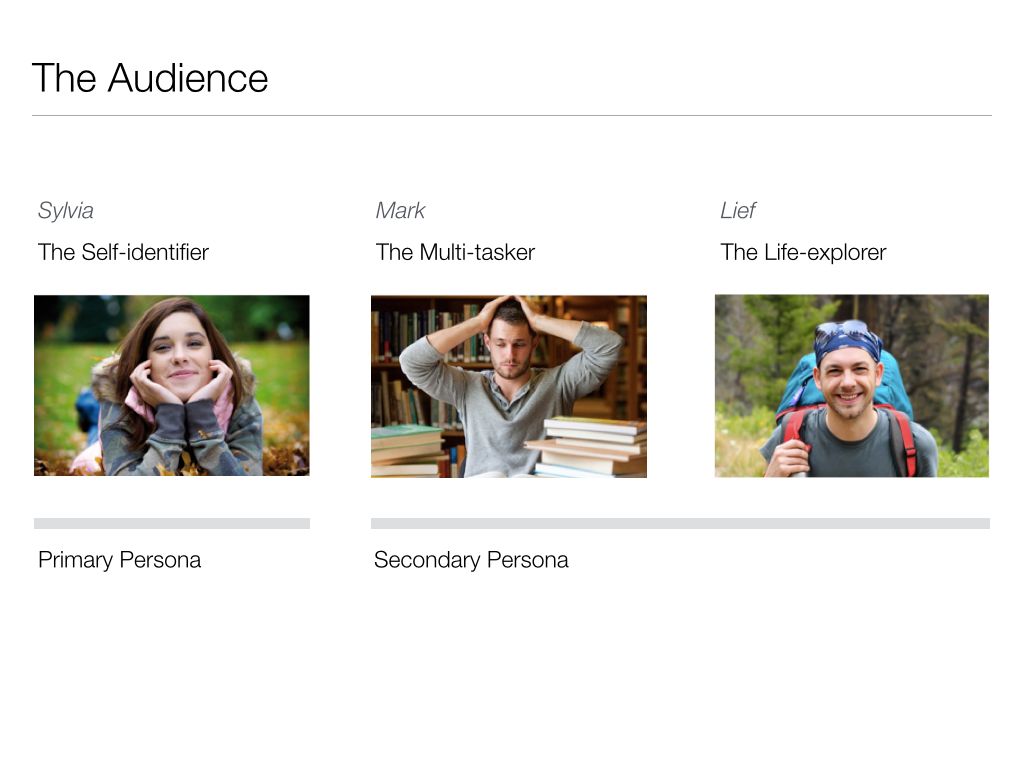 The Audience
Sylvia
The Self-identifier
Mark
The Multi-tasker
Lief
The Life-explorer
Primary Persona
Secondary Persona